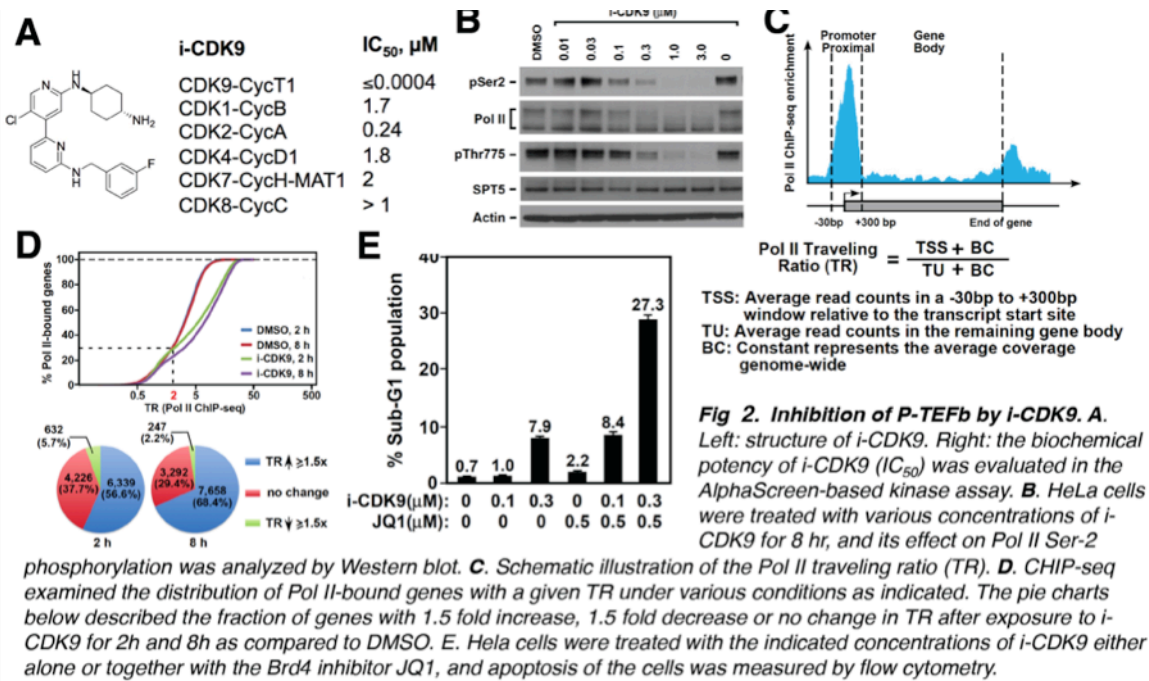 A
i-CDK9 IC50, µM
CDK9-CycT1 ≤0.0004
CDK1-CycB 1.7
CDK2-CycA 0.24
CDK4-CycD1 1.8
CDK7-CycH-MAT1 2
CDK8-CycC > 1
H
N
N
NH2
Cl
N
N
H
F
B
i-CDK9 (µM)
DMSO 0.01 0.03 0.1 0.3 1.0 3.0 0
pSer2
Pol II
pThr775
SPT5
Actin
C
Promoter Proximal
Gene Body
Pol II ChIP-seq enrichment
-30bp +300 bp End of gene
Pol II Traveling Ratio (TR) = TSS + BC
TU + BC
TSS: Average read counts in a -30bp to +300bp
window relative to the transcript start site
TU: Average read counts in the remaining gene body
BC: Constant represents the average coverage
genome-wide
D
% Pol II-bound genes
100
80
60
40
20
0
DMSO, 2 h
DMSO, 8 h
i-CDK9, 2 h
i-CDK9, 8 h
0.5 2 5 50 500
TR (Pol II ChIP-seq)
632
(5.7%)
4,226
(37.7%)
6,339
(56.6%)
2 h
247
(2.2%)
3,292
(29.4%)
7,658
(68.4%)
8 h
TR ≥1.5x
no change
TR ≥1.5x
E
% Sub-G1 population
40
30
20
10
0
0.7 1.0 7.9 2.2 8.4 27.3
i-CDK9(µM): 0 0.1 0.3 0 0.1 0.3
JQ1(µM): 0 0 0 0.5 0.5 0.5
Fig 2. Inhibition of P-TEFb by i-CDK9. A.
Left: structure of i-CDK9. Right: the biochemical
potency of i-CDK9 (IC50) was evaluated in the
AlphaScreen-based kinase assay. B. HeLa cells
were treated with various concentrations of i-
CDK9 for 8 hr, and its effect on Pol II Ser-2
phosphorylation was analyzed by Western blot. C. Schematic illustration of the Pol II traveling ratio (TR). D. CHIP-seq
examined the distribution of Pol II-bound genes with a given TR under various conditions as indicated. The pie charts
below described the fraction of genes with 1.5 fold increase, 1.5 fold decrease or no change in TR after exposure to i-
CDK9 for 2h and 8h as compared to DMSO. E. Hela cells were treated with the indicated concentrations of i-CDK9 either
alone or together with the Brd4 inhibitor JQ1, and apoptosis of the cells was measured by flow cytometry.